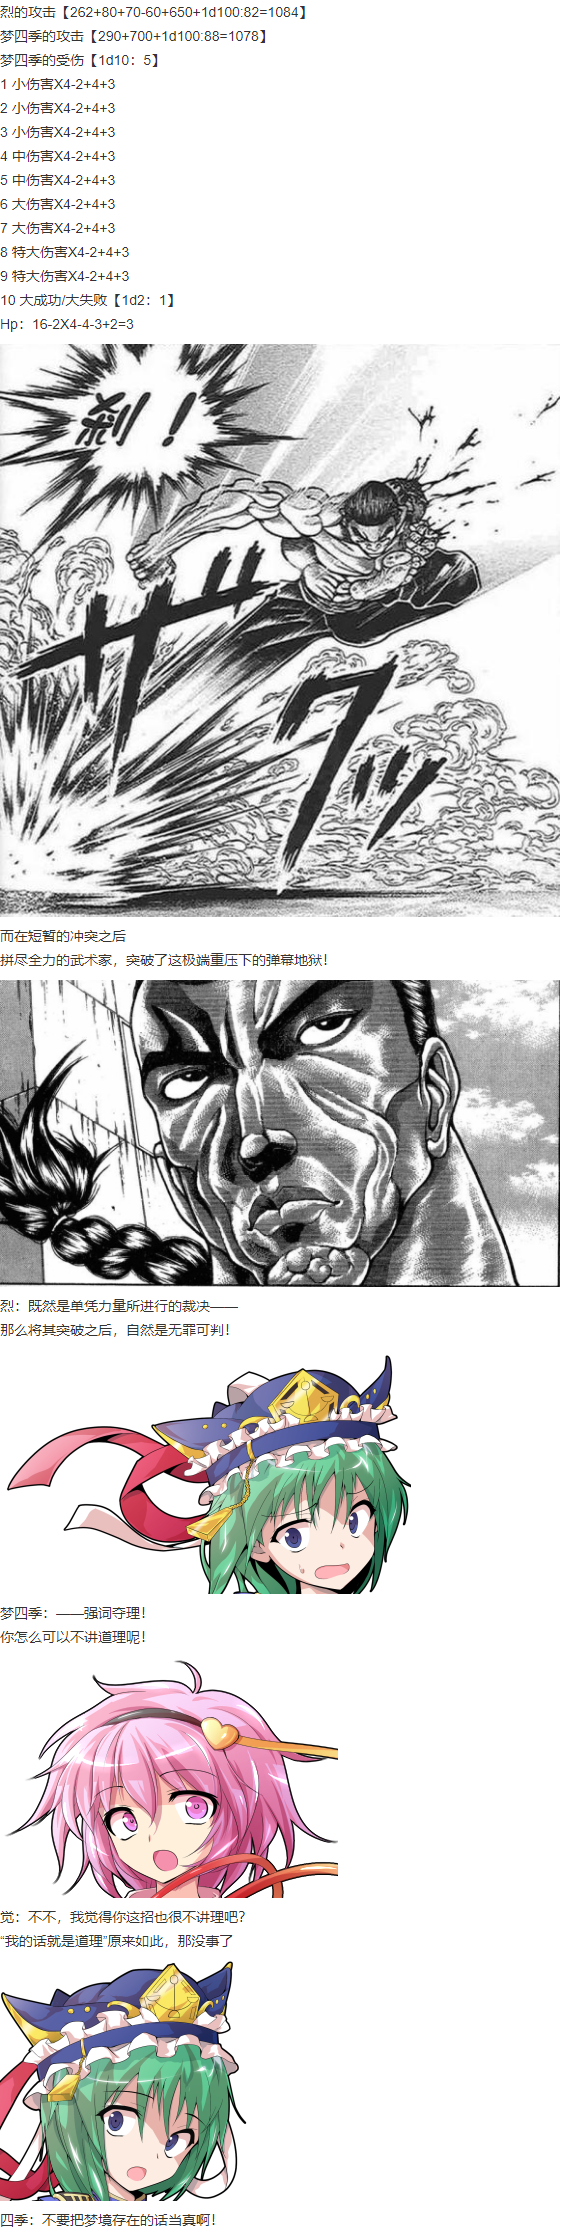 烈的攻击【262+80+70-60+650+1d100:82=1084】
梦四季的攻击【290+700+1d100:88=1078】
梦四季的受伤【1d10：5】
1 小伤害X4-2+4+3
2 小伤害X4-2+4+3
3 小伤害X4-2+4+3
4 中伤害X4-2+4+3
5 中伤害X4-2+4+3
6 大伤害X4-2+4+3
7 大伤害X4-2+4+3
8 特大伤害X4-2+4+3
9 特大伤害X4-2+4+3
10 大成功/大失败【1d2：1】
Hp：16-2X4-4-3+2=3
刹！
ザクッ
而在短暂的冲突之后
拼尽全力的武术家，突破了这极端重压下的弹幕地狱！
烈：既然是单凭力量所进行的裁决——
那么将其突破之后，自然是无罪可判！
梦四季：——强词夺理！
你怎么可以不讲道理呢！
觉：不不，我觉得你这招也很不讲理吧？
“我的话就是道理”原来如此，那没事了
四季：不要把梦境存在的话当真啊！